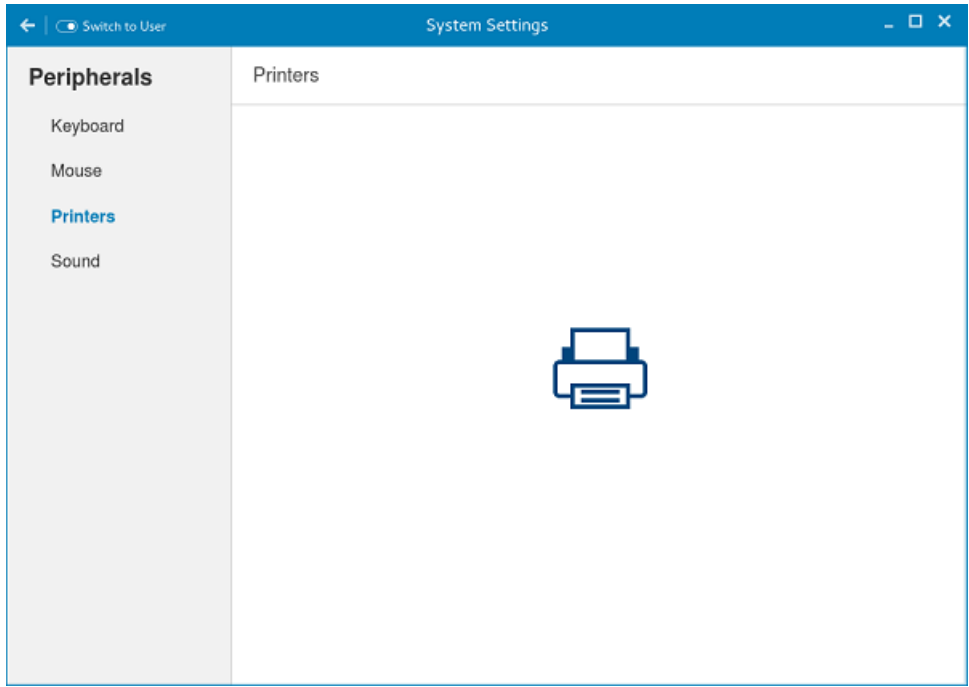 Switch to User
System Settings
Peripherals
Keyboard
Mouse
Printers
Sound
Printers